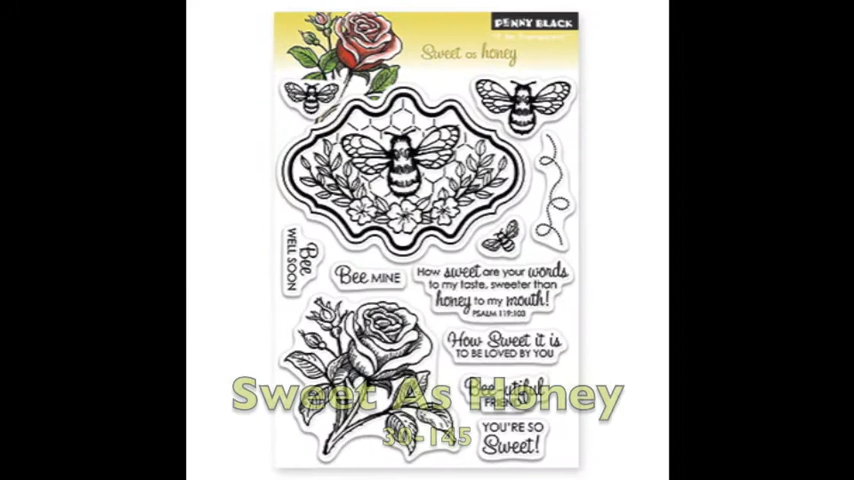 PENNY BLACK
Sweet as honey
Bee
WELL SOON
Bee MINE
How sweet are your words
to my taste, sweeter than
honey to my mouth!
PSALM 119:103
How Sweet it is
TO BE LOVED BY YOU
Beeautiful
FRIEND
YOU'RE SO
Sweet!
Sweet As Honey
30-145